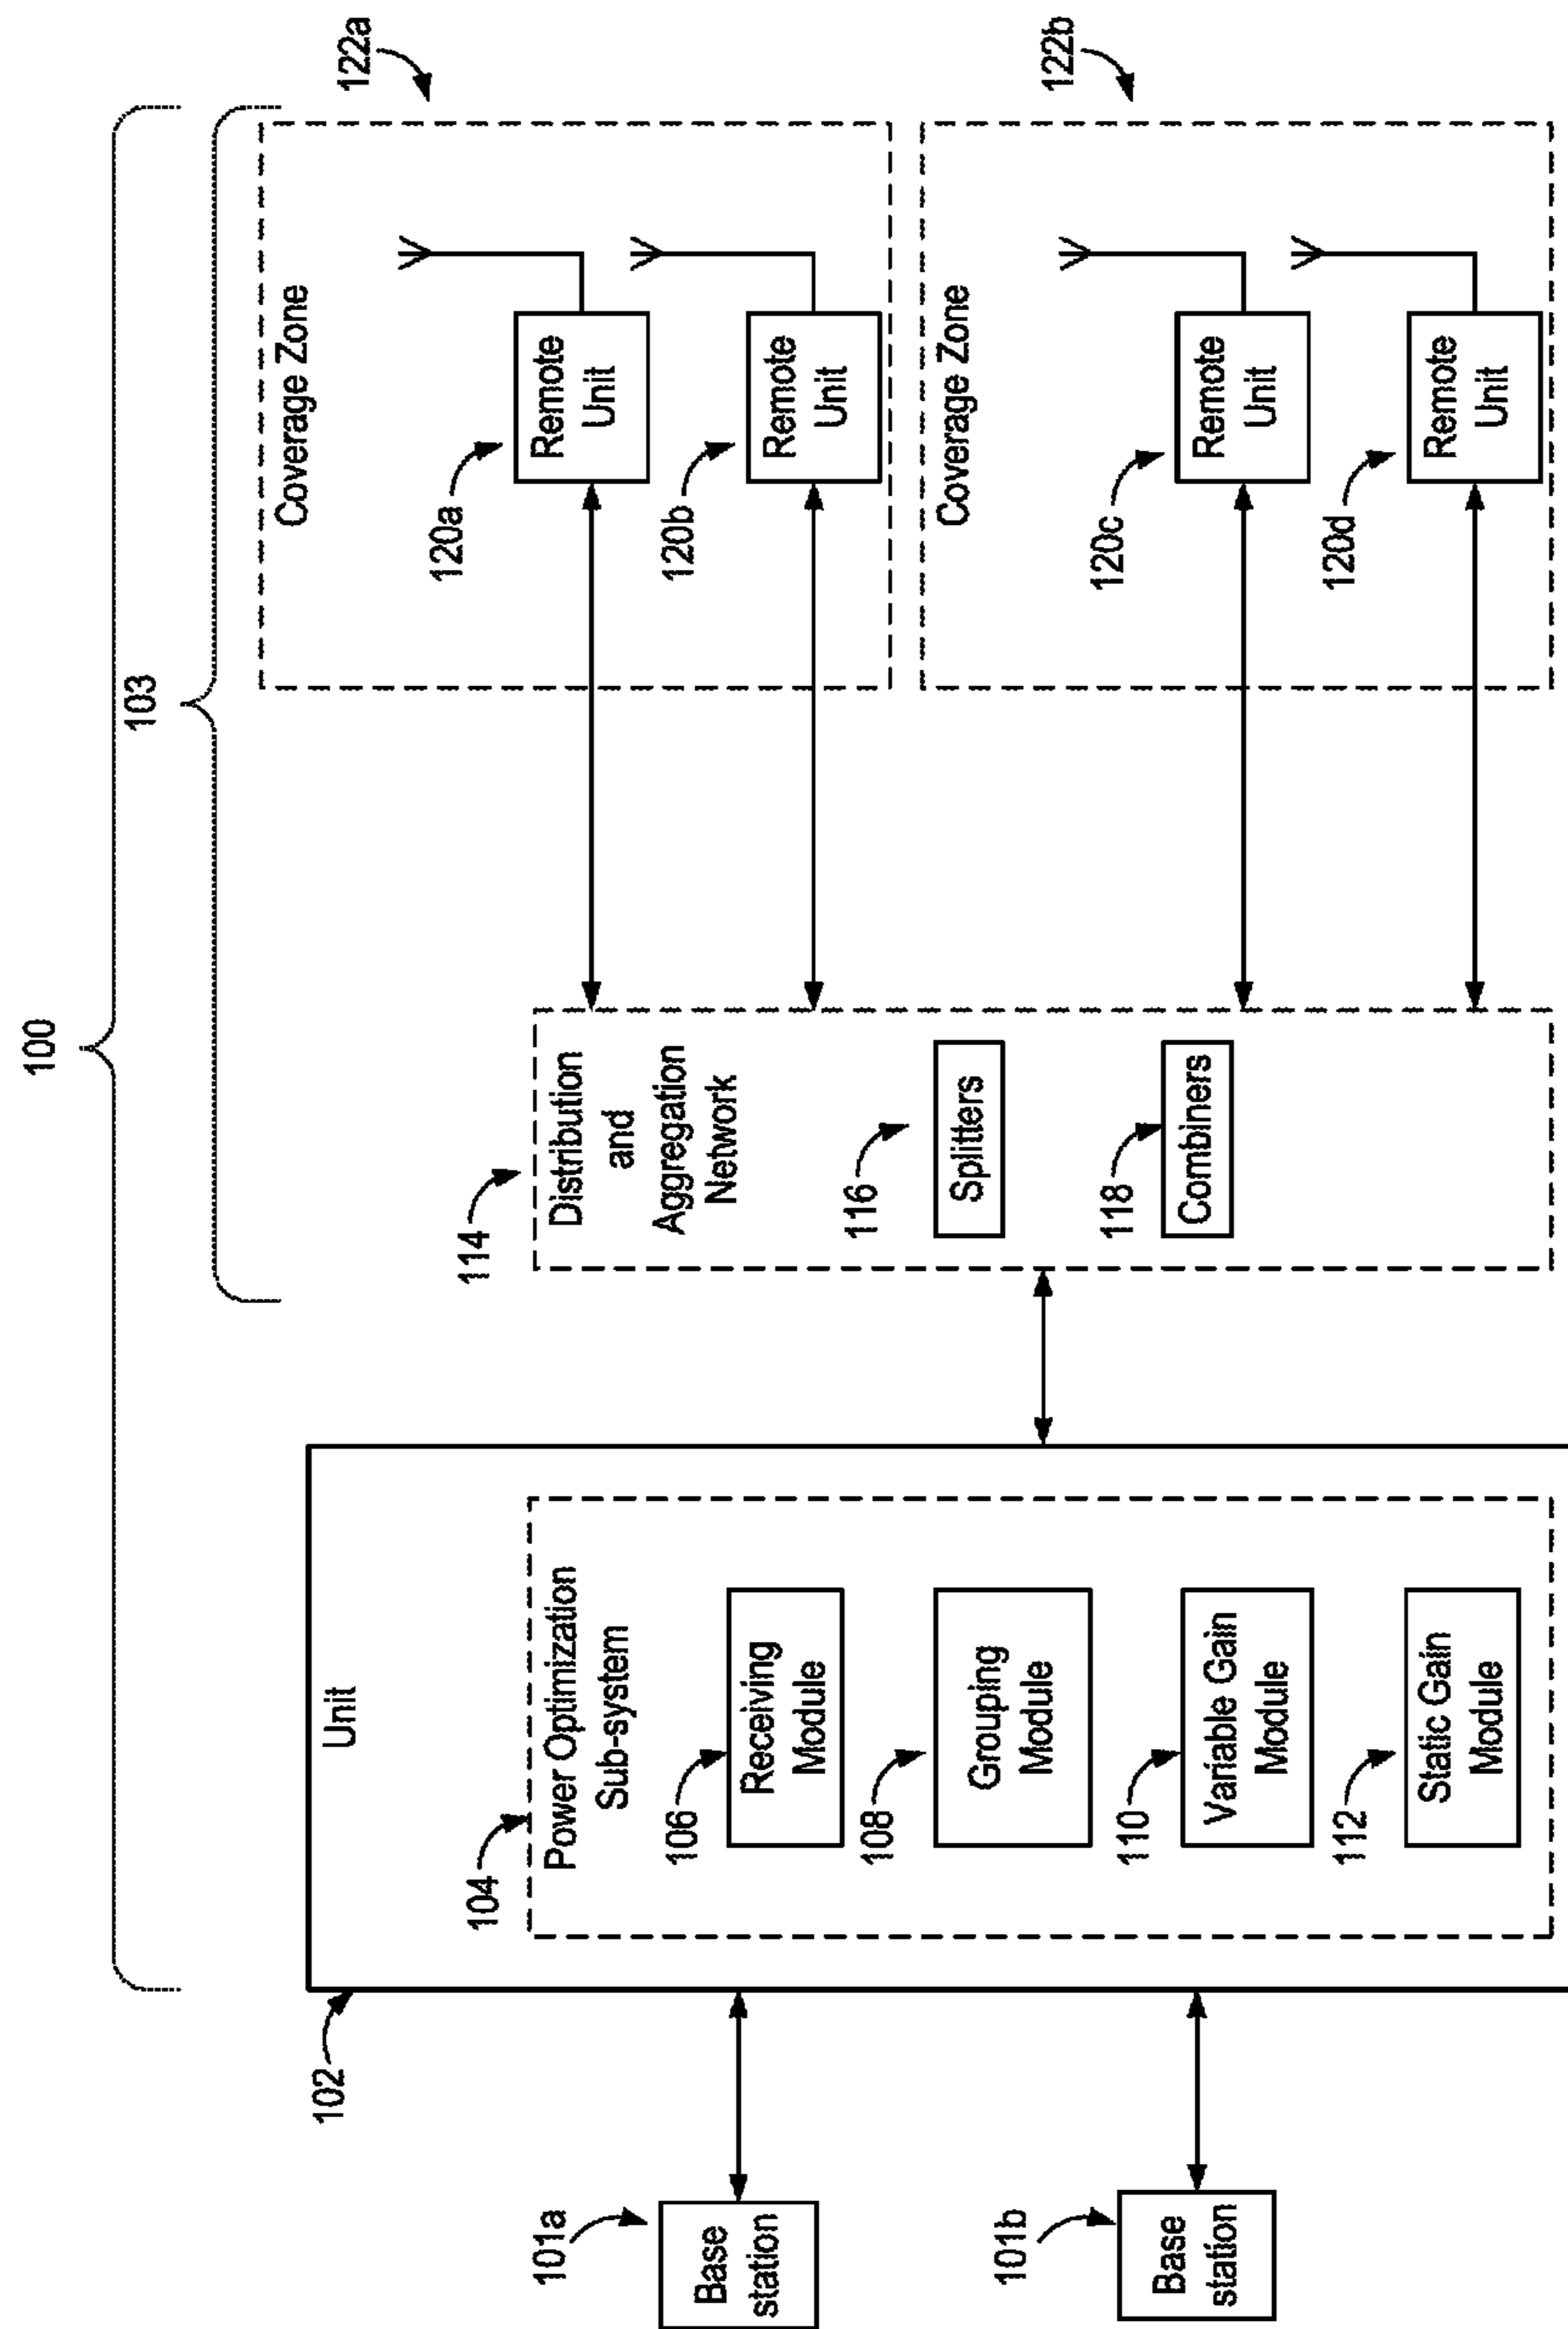 100
103
122a
Coverage Zone
120a
Remote
Unit
120b
Remote
Unit
122b
Coverage Zone
120c
Remote
Unit
120d
Remote
Unit
114
Distribution
and
Aggregation
Network
116
Splitters
118
Combiners
102
Unit
104
Power Optimization
Sub-system
106
Receiving
Module
108
Grouping
Module
110
Variable Gain
Module
112
Static Gain
Module
101a
Base
station
101b
Base
station